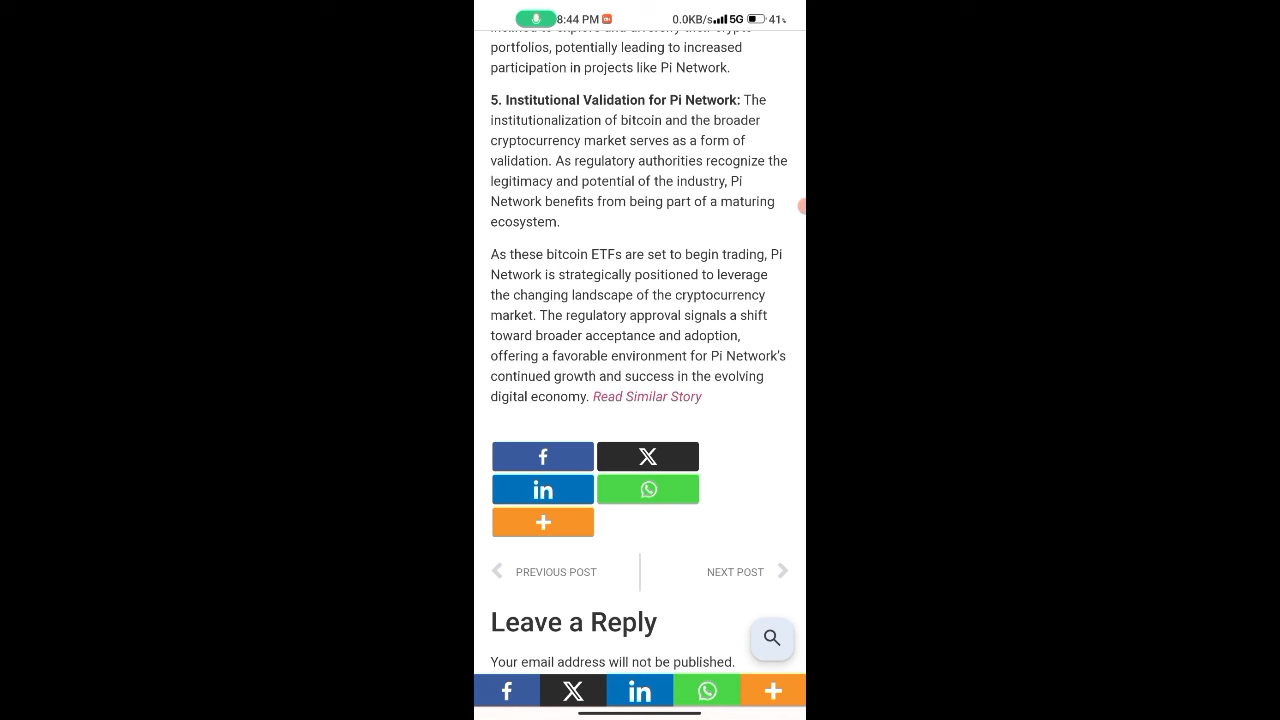 8:44 PM 0.0KB/s 5G 41%
portfolios, potentially leading to increased
participation in projects like Pi Network.
5. Institutional Validation for Pi Network: The
institutionalization of bitcoin and the broader
cryptocurrency market serves as a form of
validation. As regulatory authorities recognize the
legitimacy and potential of the industry, Pi
Network benefits from being part of a maturing
ecosystem.
As these bitcoin ETFs are set to begin trading, Pi
Network is strategically positioned to leverage
the changing landscape of the cryptocurrency
market. The regulatory approval signals a shift
toward broader acceptance and adoption,
offering a favorable environment for Pi Network's
continued growth and success in the evolving
digital economy. Read Similar Story
PREVIOUS POST NEXT POST
Leave a Reply
Your email address will not be published.